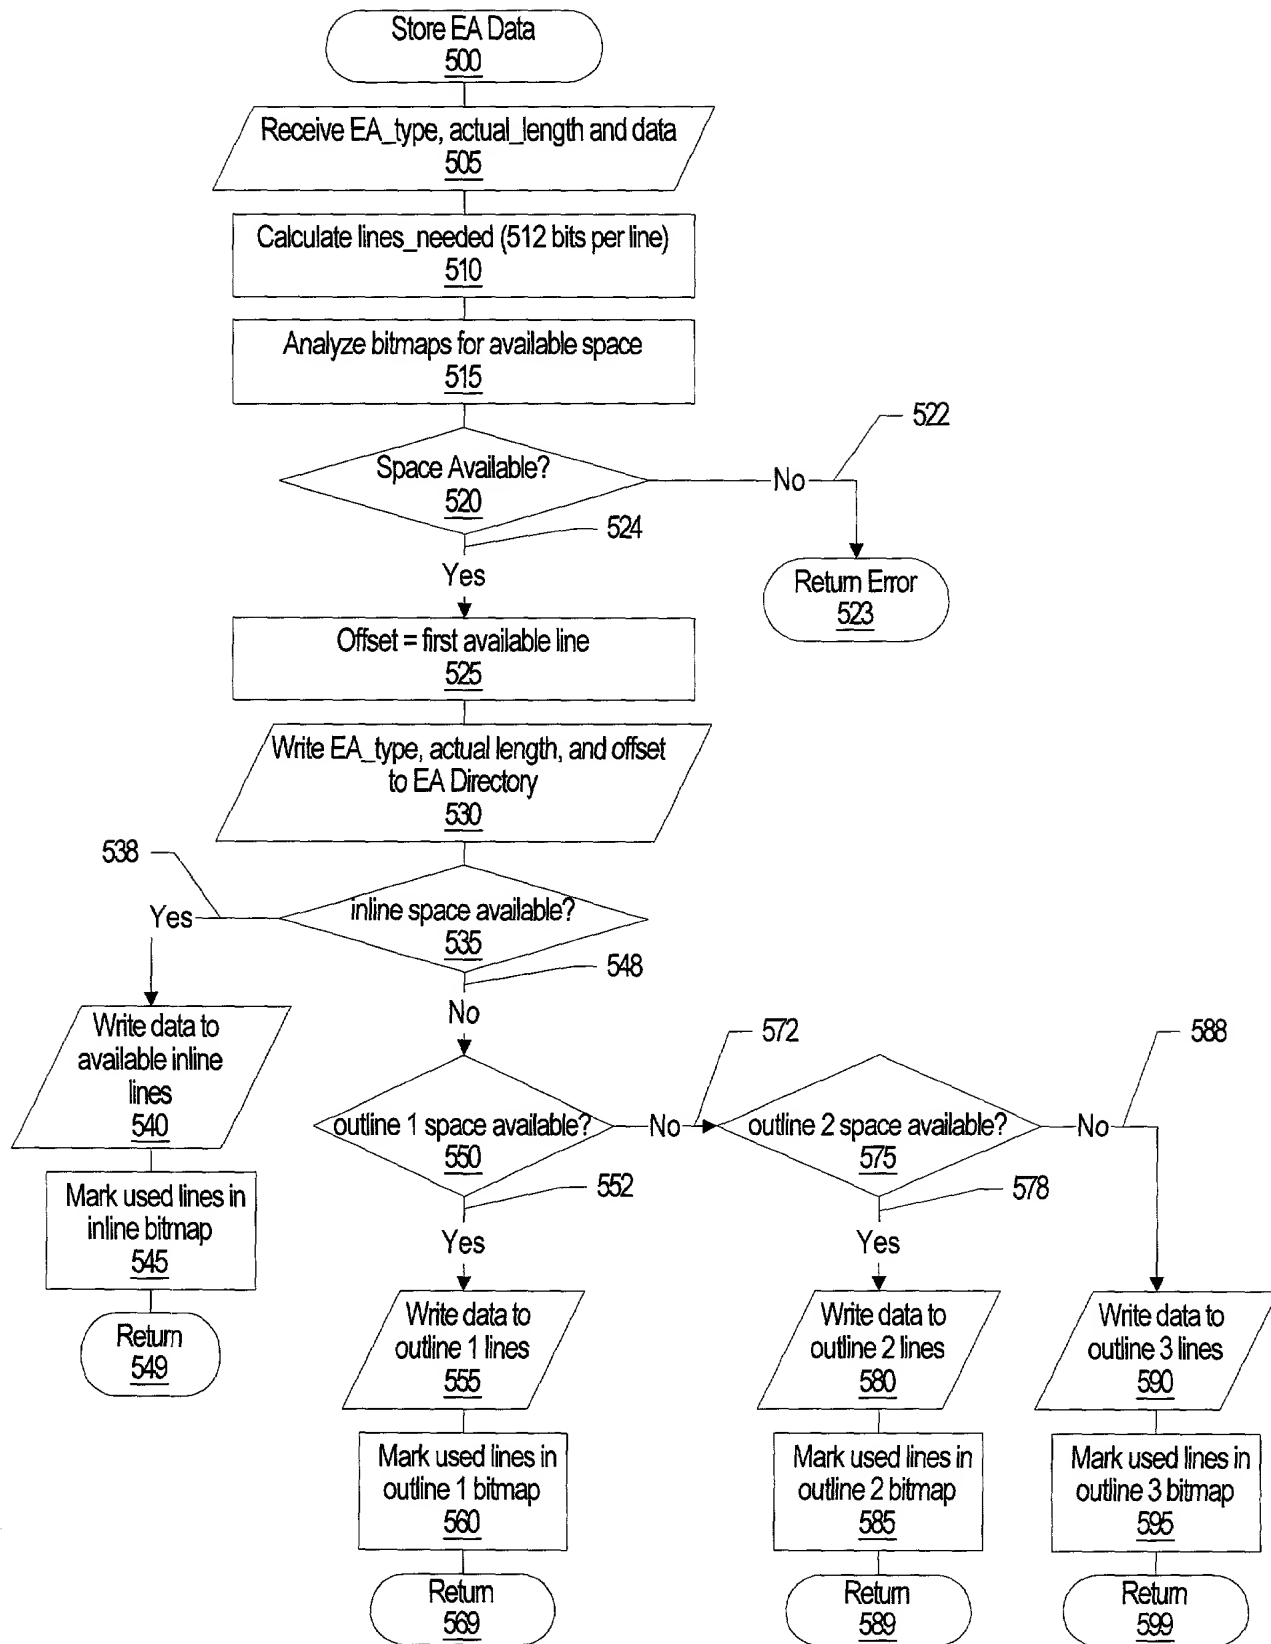 Store EA Data
500
Receive EA_type, actual_length and data
505
Calculate lines_needed (512 bits per line)
510
Analyze bitmaps for available space
515
522
Space Available?
520
No
524
Yes
Return Error
523
Offset = first available line
525
Write EA_type, actual length, and offset
to EA Directory
530
538
Yes
inline space available?
535
548
No
Write data to
available inline
lines
540
572
588
outline 1 space available?
550
No
outline 2 space available?
575
No
Mark used lines in
inline bitmap
545
552
578
Yes
Yes
Return
549
Write data to
outline 1 lines
555
Write data to
outline 2 lines
580
Write data to
outline 3 lines
590
Mark used lines in
outline 1 bitmap
560
Mark used lines in
outline 2 bitmap
585
Mark used lines in
outline 3 bitmap
595
Return
569
Return
589
Return
599